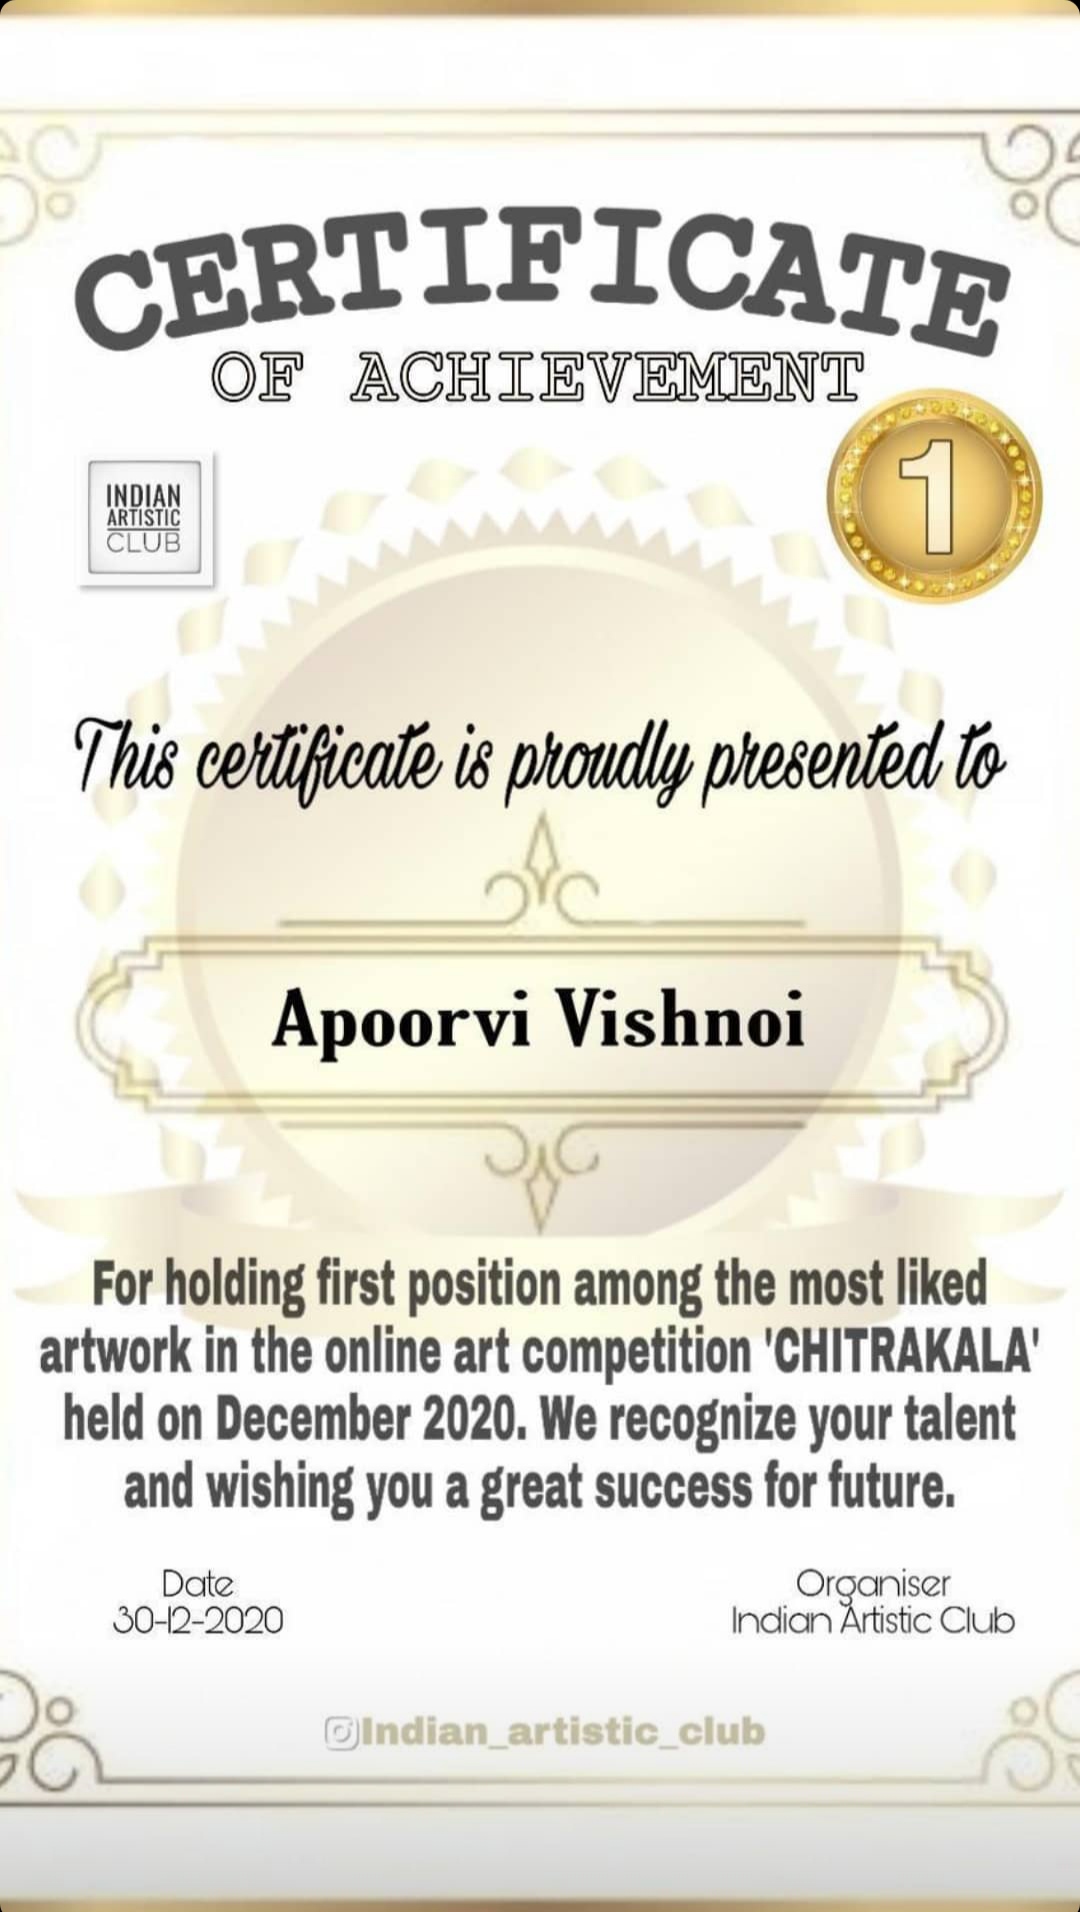 CERTIFICATE
OF ACHIEVEMENT
1
INDIAN
ARTISTIC
CLUB
This certificate is proudly presented to
Apoorvi Vishnoi
For holding first position among the most liked
artwork in the online art competition 'CHITRAKALA'
held on December 2020. We recognize your talent
and wishing you a great success for future.
Date
30-12-2020
Organiser
Indian Artistic Club
Indian_artistic_club